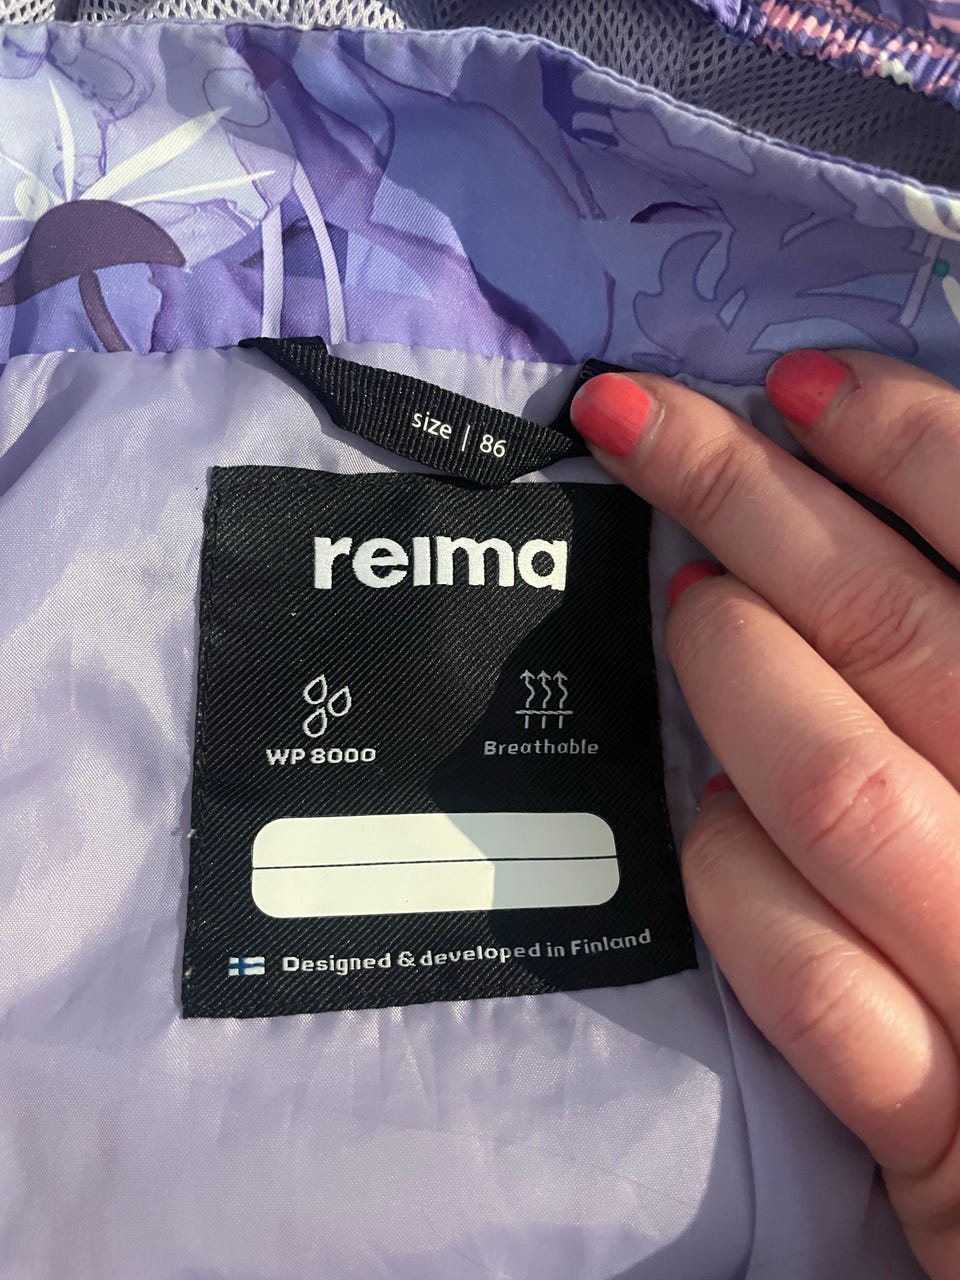 size | 86
reima
WP 8000
Breathable
Designed & developed in Finland